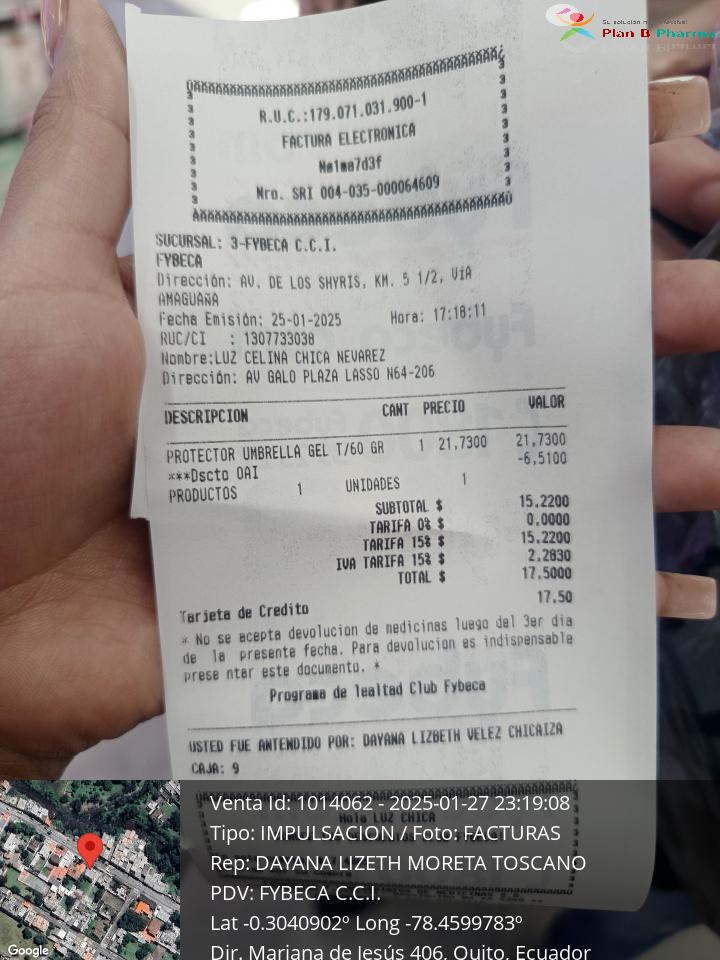 Su solución más efectiva!
Plan B Pharma
R.U.C.:179.071.031.900-1
FACTURA ELECTRONICA
Ne1me7d3f
Nro. SRI 004-035-000064609
SUCURSAL: 3-FYBECA C.C.I.
FYBECA
Dirección: AV. DE LOS SHYRIS, KM. 5 1/2, VíA
AMAGUAñA
Fecha Emisión: 25-01-2025 Hora: 17:18:11
RUC/CI : 1307733038
Nombre:LUZ CELINA CHICA NEVAREZ
Dirección: AV GALO PLAZA LASSO N64-206
DESCRIPCION CANT PRECIO VALOR
PROTECTOR UMBRELLA GEL T/60 GR 1 21,7300 21,7300
***Dscto OAI -6,5100
PRODUCTOS 1 UNIDADES 1
SUBTOTAL $ 15,2200
TARIFA 0% $ 0.0000
TARIFA 15% $ 15.2200
IVA TARIFA 15% $ 2.2830
TOTAL $ 17.5000
Tarjeta de Credito 17.50
* No se acepta devolucion de medicinas luego del 3er dia
de la presente fecha. Para devolucion es indispensable
prese ntar este documento. *
Programa de lealtad Club Fybeca
USTED FUE ANTENDIDO POR: DAYANA LIZBETH VELEZ CHICAIZA
CAJA: 9
Hola LUZ CHICA
Venta Id: 1014062 - 2025-01-27 23:19:08
Tipo: IMPULSACION / Foto: FACTURAS
Rep: DAYANA LIZETH MORETA TOSCANO
PDV: FYBECA C.C.I.
Lat -0.3040902º Long -78.4599783º
Dir. Mariana de Jesús 406, Quito, Ecuador
Google